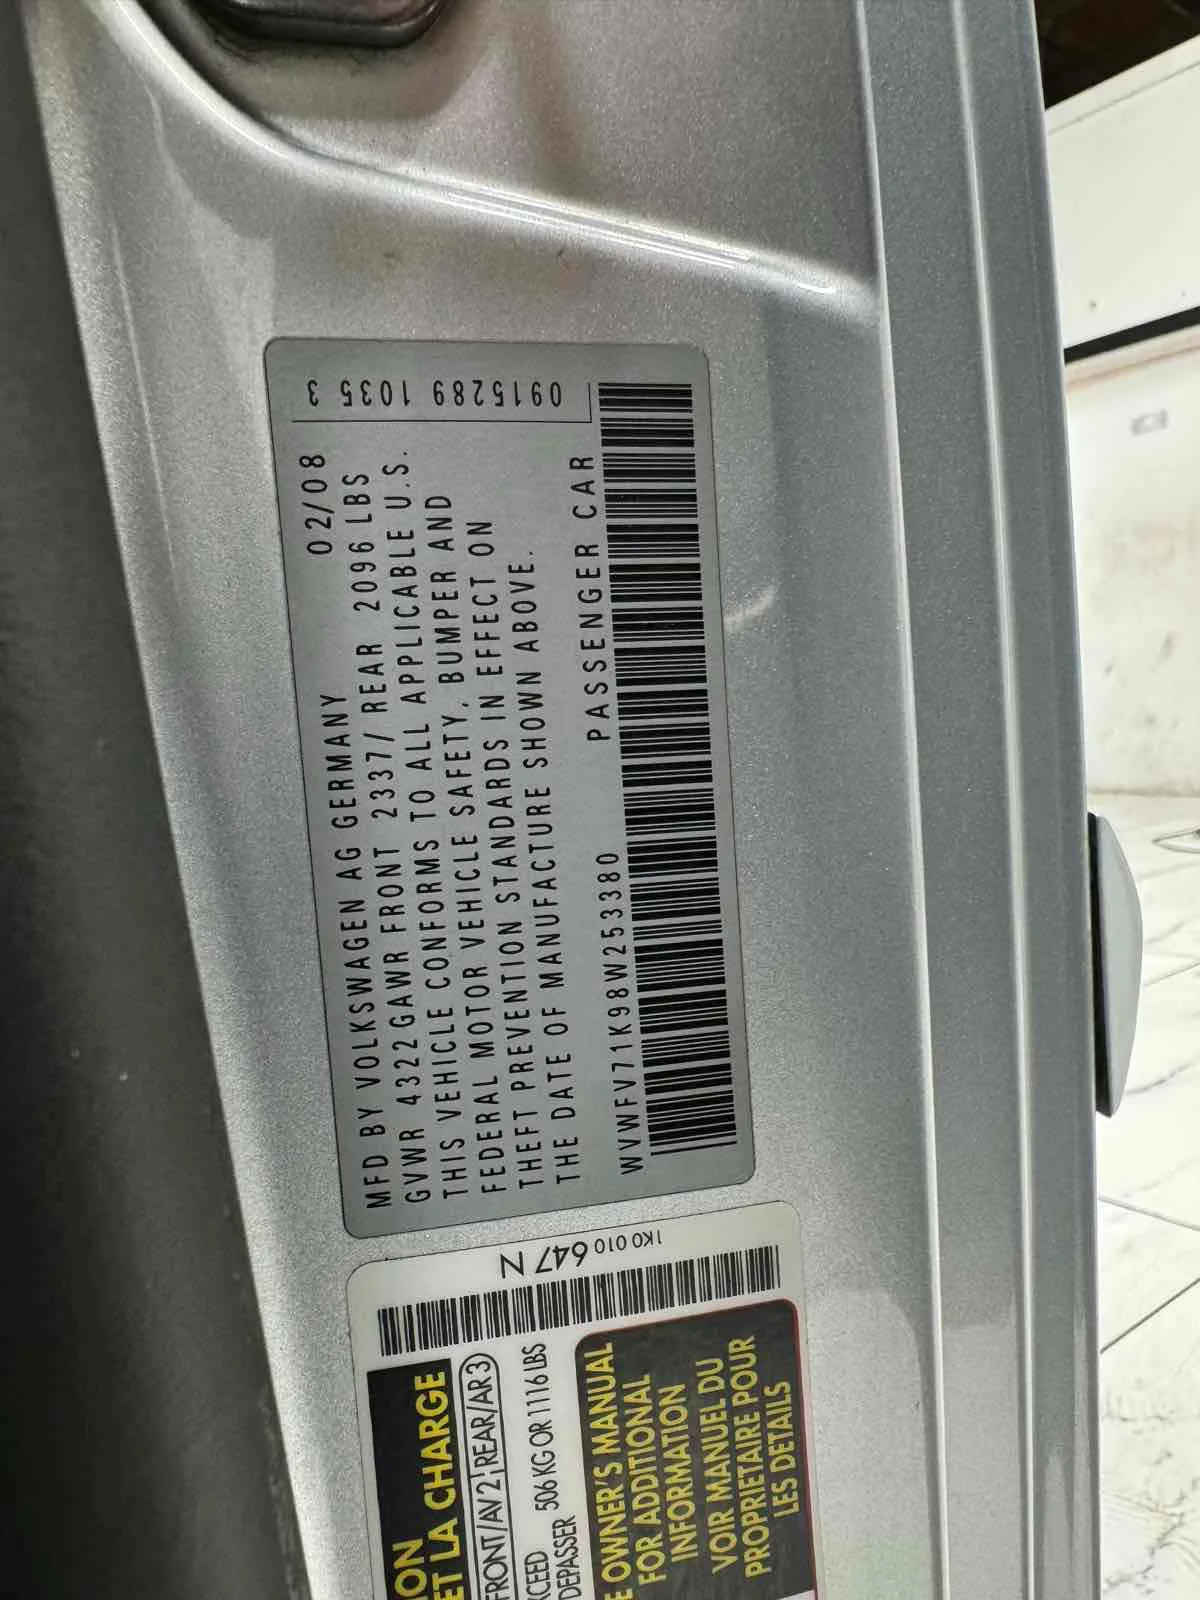 0915289 1035 3
02/08
MFD BY VOLKSWAGEN AG GERMANY
GVWR 4322 GAWR FRONT 2337/ REAR 2096 LBS
THIS VEHICLE CONFORMS TO ALL APPLICABLE U.S.
FEDERAL MOTOR VEHICLE SAFETY, BUMPER AND
THEFT PREVENTION STANDARDS IN EFFECT ON
THE DATE OF MANUFACTURE SHOWN ABOVE.
WVWFV71K98W253380 PASSENGER CAR
1K0 010 647 N
ET LA CHARGE
FRONT/AV 2 REAR/AR 3
506 KG OR 1116 LBS
DEPASSER
OWNER'S MANUAL
FOR ADDITIONAL
INFORMATION
VOIR MANUEL DU
PROPRIETAIRE POUR
LES DETAILS